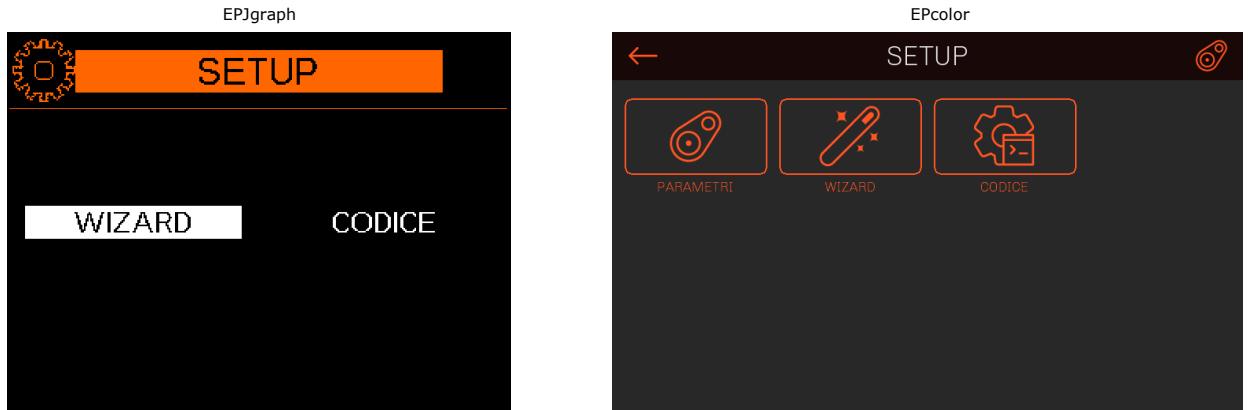 EPJgraph
EPcolor
SETUP
WIZARD CODICE
SETUP
PARAMETRI WIZARD CODICE